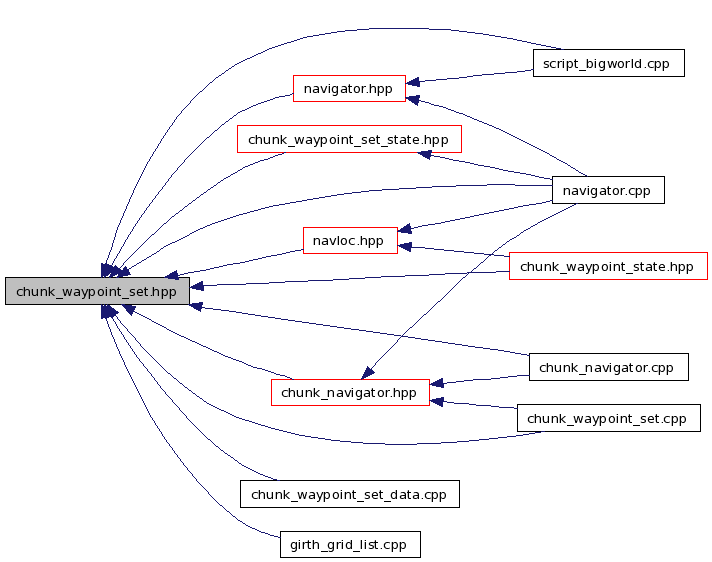 script_bigworld.cpp
navigator.hpp
chunk_waypoint_set_state.hpp
navigator.cpp
navloc.hpp
chunk_waypoint_state.hpp
chunk_waypoint_set.hpp
chunk_navigator.cpp
chunk_navigator.hpp
chunk_waypoint_set.cpp
chunk_waypoint_set_data.cpp
girth_grid_list.cpp